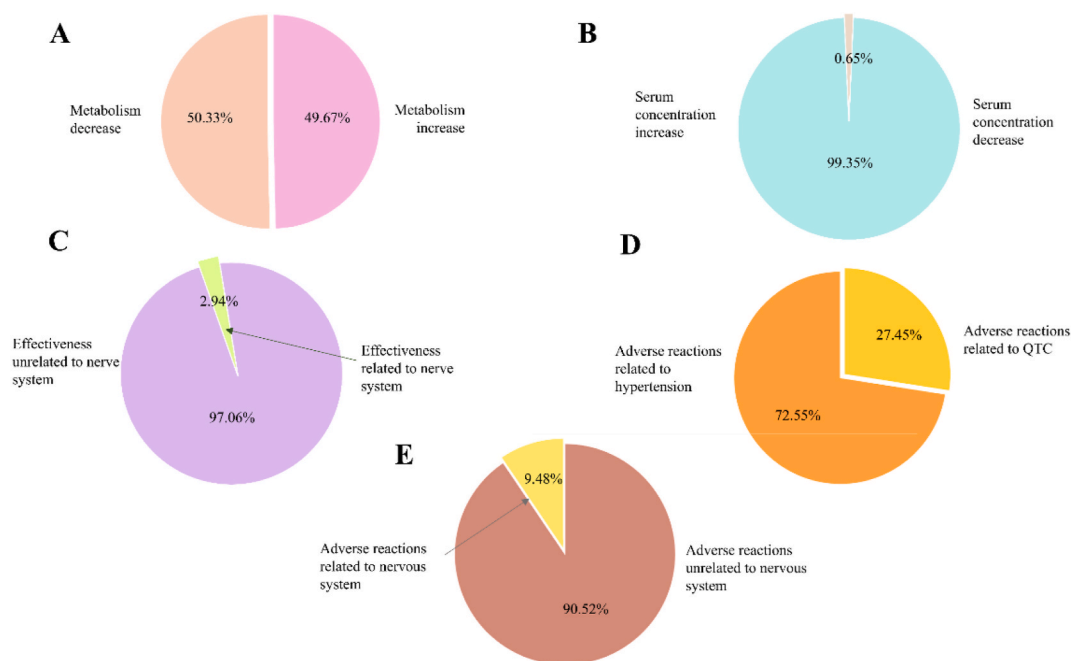 A
Metabolism
decrease
50.33%
49.67%
Metabolism
increase
B
0.65%
Serum
concentration
increase
Serum
concentration
decrease
99.35%
C
2.94%
Effectiveness
unrelated to nerve
system
Effectiveness
related to nerve
system
97.06%
D
27.45%
Adverse reactions
related to QTC
Adverse reactions
related to
hypertension
72.55%
E
9.48%
Adverse reactions
related to nervous
system
Adverse reactions
unrelated to nervous
system
90.52%